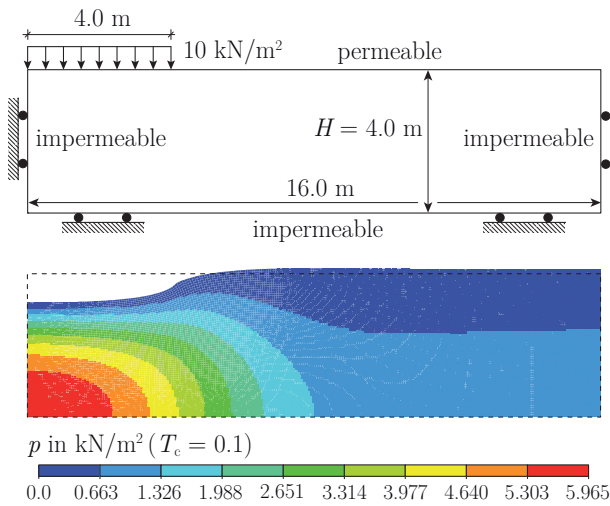 4.0 m
10 kN/m²
permeable
impermeable
H = 4.0 m
impermeable
16.0 m
impermeable
p in kN/m² (T_c = 0.1)
0.0 0.663 1.326 1.988 2.651 3.314 3.977 4.640 5.303 5.965